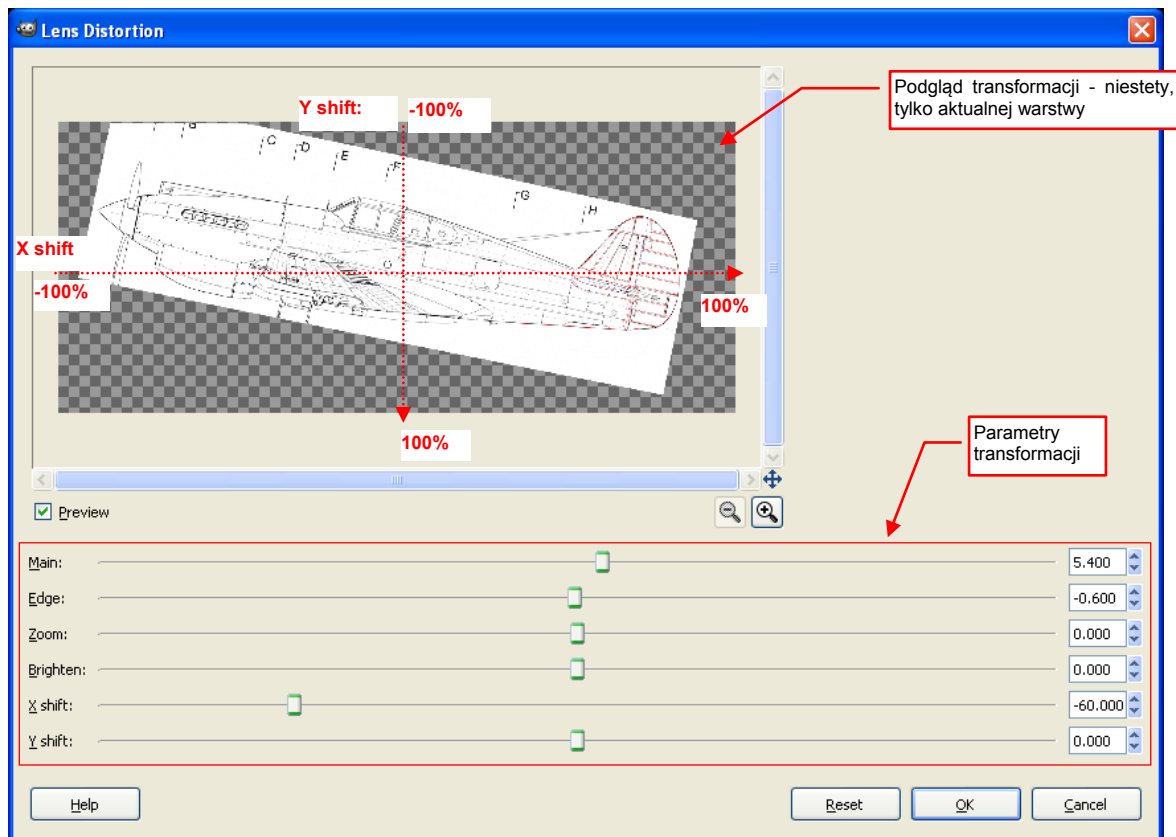 Lens Distortion
Podgląd transformacji - niestety,
tylko aktualnej warstwy
Y shift: -100%
G C D E F G H
X shift
-100%
G
100%
100%
Parametry
transformacji
Preview
Main: 5.400
Edge: -0.600
Zoom: 0.000
Brighten: 0.000
X shift: -60.000
Y shift: 0.000
Help Reset OK Cancel